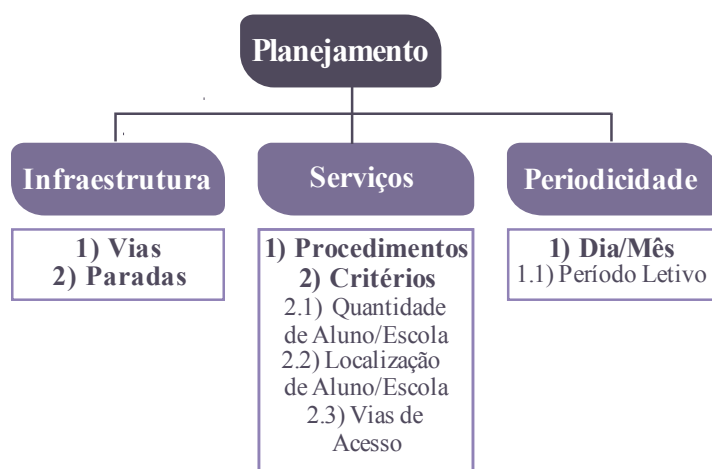 Planejamento
Infraestrutura
1) Vias
2) Paradas
Serviços
1) Procedimentos
2) Critérios
2.1) Quantidade
de Aluno/Escola
2.2) Localização
de Aluno/Escola
2.3) Vias de
Acesso
Periodicidade
1) Dia/Mês
1.1) Período Letivo